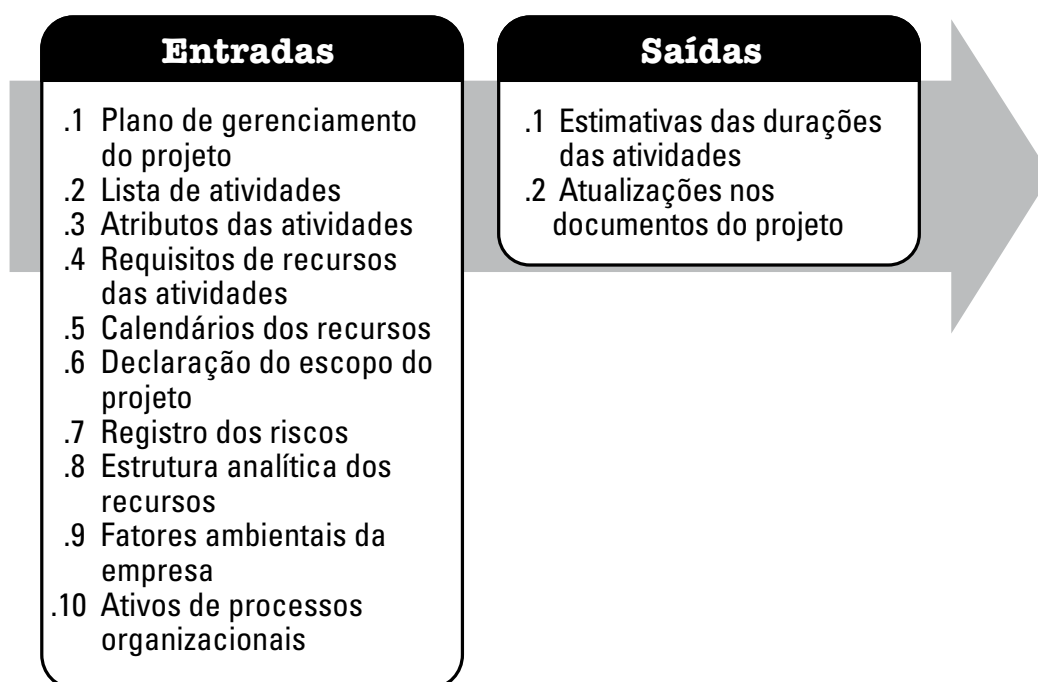 Entradas
.1 Plano de gerenciamento
do projeto
.2 Lista de atividades
.3 Atributos das atividades
.4 Requisitos de recursos
das atividades
.5 Calendários dos recursos
.6 Declaração do escopo do
projeto
.7 Registro dos riscos
.8 Estrutura analítica dos
recursos
.9 Fatores ambientais da
empresa
.10 Ativos de processos
organizacionais
Saídas
.1 Estimativas das durações
das atividades
.2 Atualizações nos
documentos do projeto